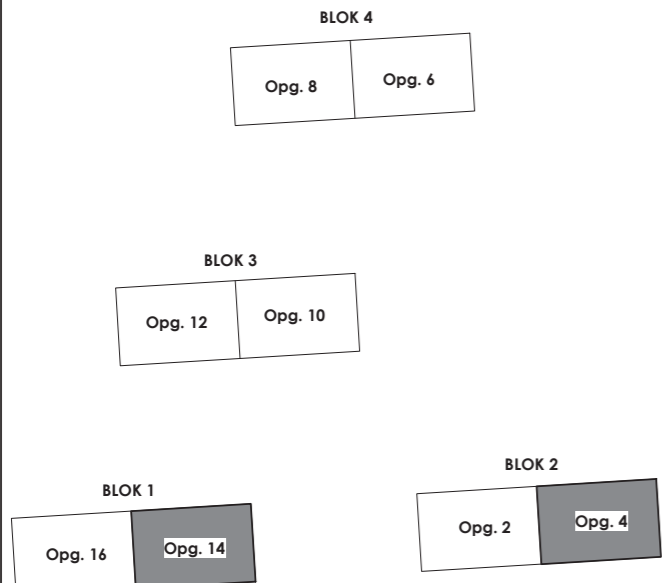 BLOK 4
Opg. 8
Opg. 6
BLOK 3
Opg. 12
Opg. 10
BLOK 1
Opg. 16
Opg. 14
BLOK 2
Opg. 2
Opg. 4